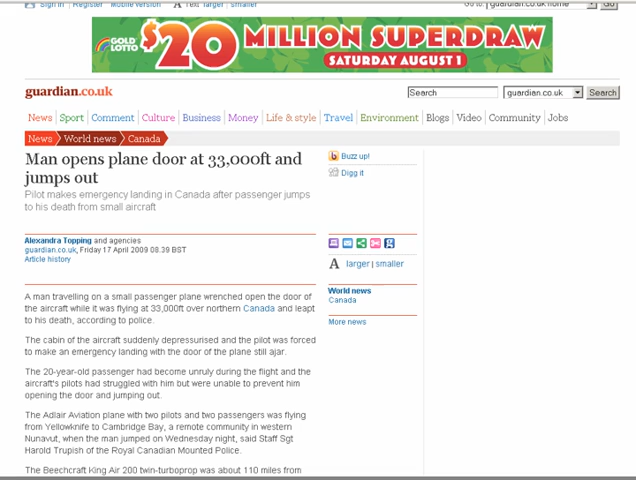 Sign in Register Mobile version A Text larger smaller Go to: guardian.co.uk home Go
GOLD LOTTO $20 MILLION SUPERDRAW
SATURDAY AUGUST 1
guardian.co.uk Search guardian.co.uk Search
News Sport Comment Culture Business Money Life & style Travel Environment Blogs Video Community Jobs
News World news Canada
Man opens plane door at 33,000ft and
jumps out
Pilot makes emergency landing in Canada after passenger jumps
to his death from small aircraft
Buzz up!
Digg it
Alexandra Topping and agencies
guardian.co.uk, Friday 17 April 2009 08.39 BST
Article history
A larger | smaller
World news
Canada
More news
A man travelling on a small passenger plane wrenched open the door of
the aircraft while it was flying at 33,000ft over northern Canada and leapt
to his death, according to police.
The cabin of the aircraft suddenly depressurised and the pilot was forced
to make an emergency landing with the door of the plane still ajar.
The 20-year-old passenger had become unruly during the flight and the
aircraft's pilots had struggled with him but were unable to prevent him
opening the door and jumping out.
The Adlair Aviation plane with two pilots and two passengers was flying
from Yellowknife to Cambridge Bay, a remote community in western
Nunavut, when the man jumped on Wednesday night, said Staff Sgt
Harold Trupish of the Royal Canadian Mounted Police.
The Beechcraft King Air 200 twin-turboprop was about 110 miles from